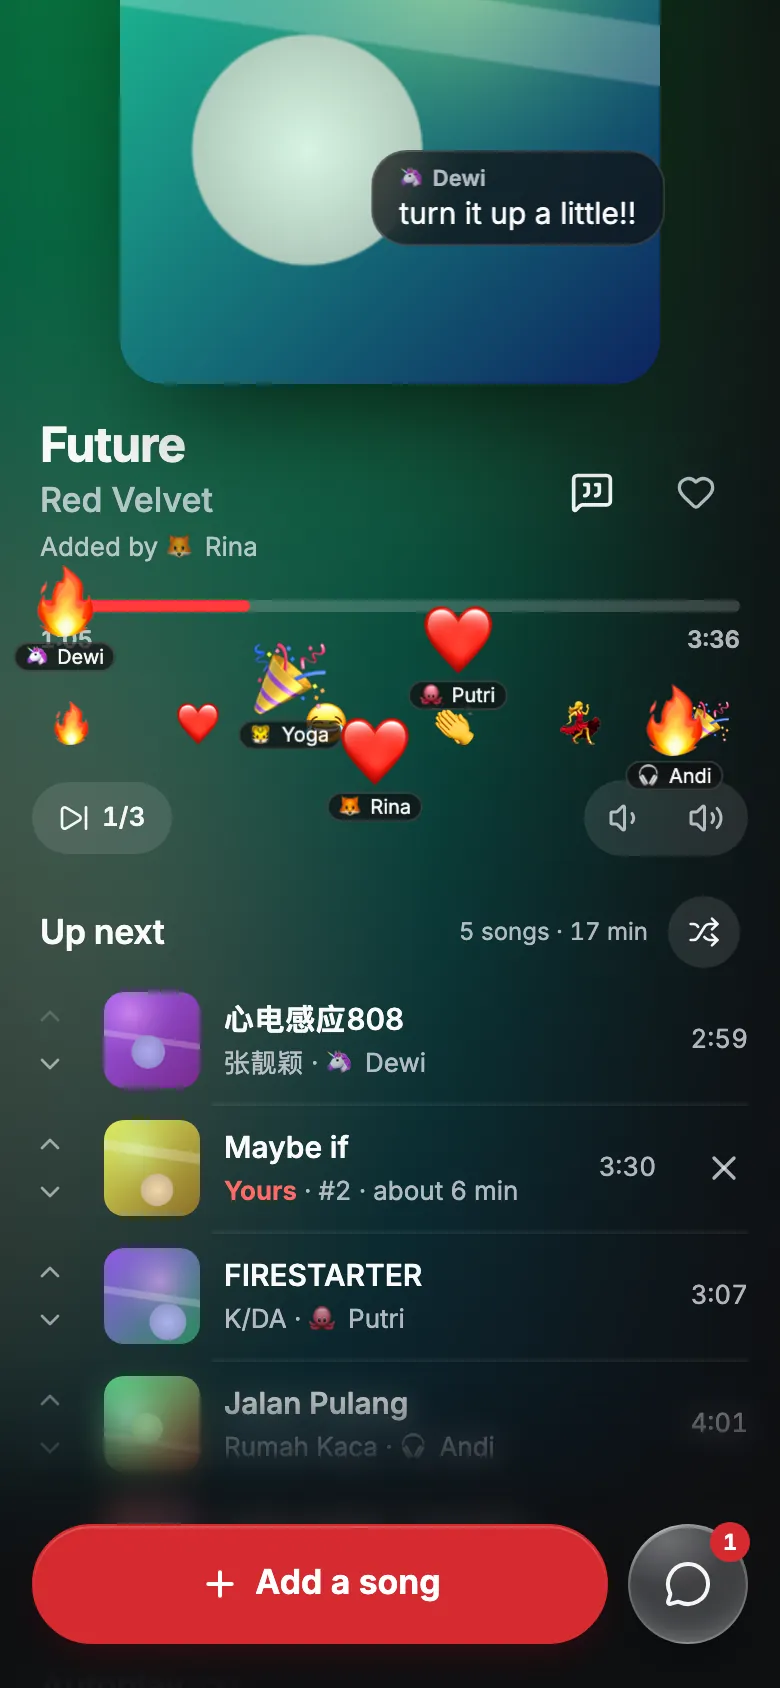 Dewi
turn it up a little!!
Future
Red Velvet
Added by Rina
1:05
3:36
Dewi
Putri
Yoga
Andi
Rina
1/3
Up next
5 songs · 17 min
心电感应808
张靓颖 · Dewi
2:59
Maybe if
Yours · #2 · about 6 min
3:30
FIRESTARTER
K/DA · Putri
3:07
Jalan Pulang
Rumah Kaca · Andi
4:01
Add a song
1